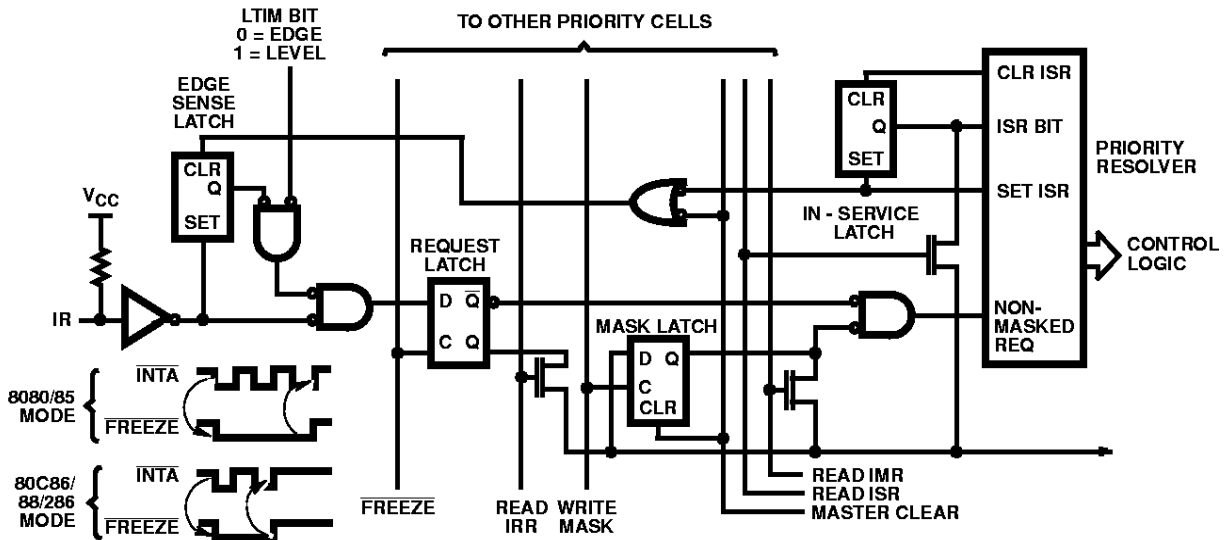 LTIM BIT
0 = EDGE
1 = LEVEL
TO OTHER PRIORITY CELLS
EDGE
SENSE
LATCH
CLR
Q
SET
VCC
IR
REQUEST
LATCH
D Q
C Q
MASK LATCH
D Q
C
CLR
CLR
Q
SET
IN - SERVICE
LATCH
CLR ISR
ISR BIT
SET ISR
NON-
MASKED
REQ
PRIORITY
RESOLVER
CONTROL
LOGIC
8080/85
MODE
INTA
FREEZE
80C86/
88/286
MODE
INTA
FREEZE
FREEZE
READ
IRR
WRITE
MASK
READ IMR
READ ISR
MASTER CLEAR